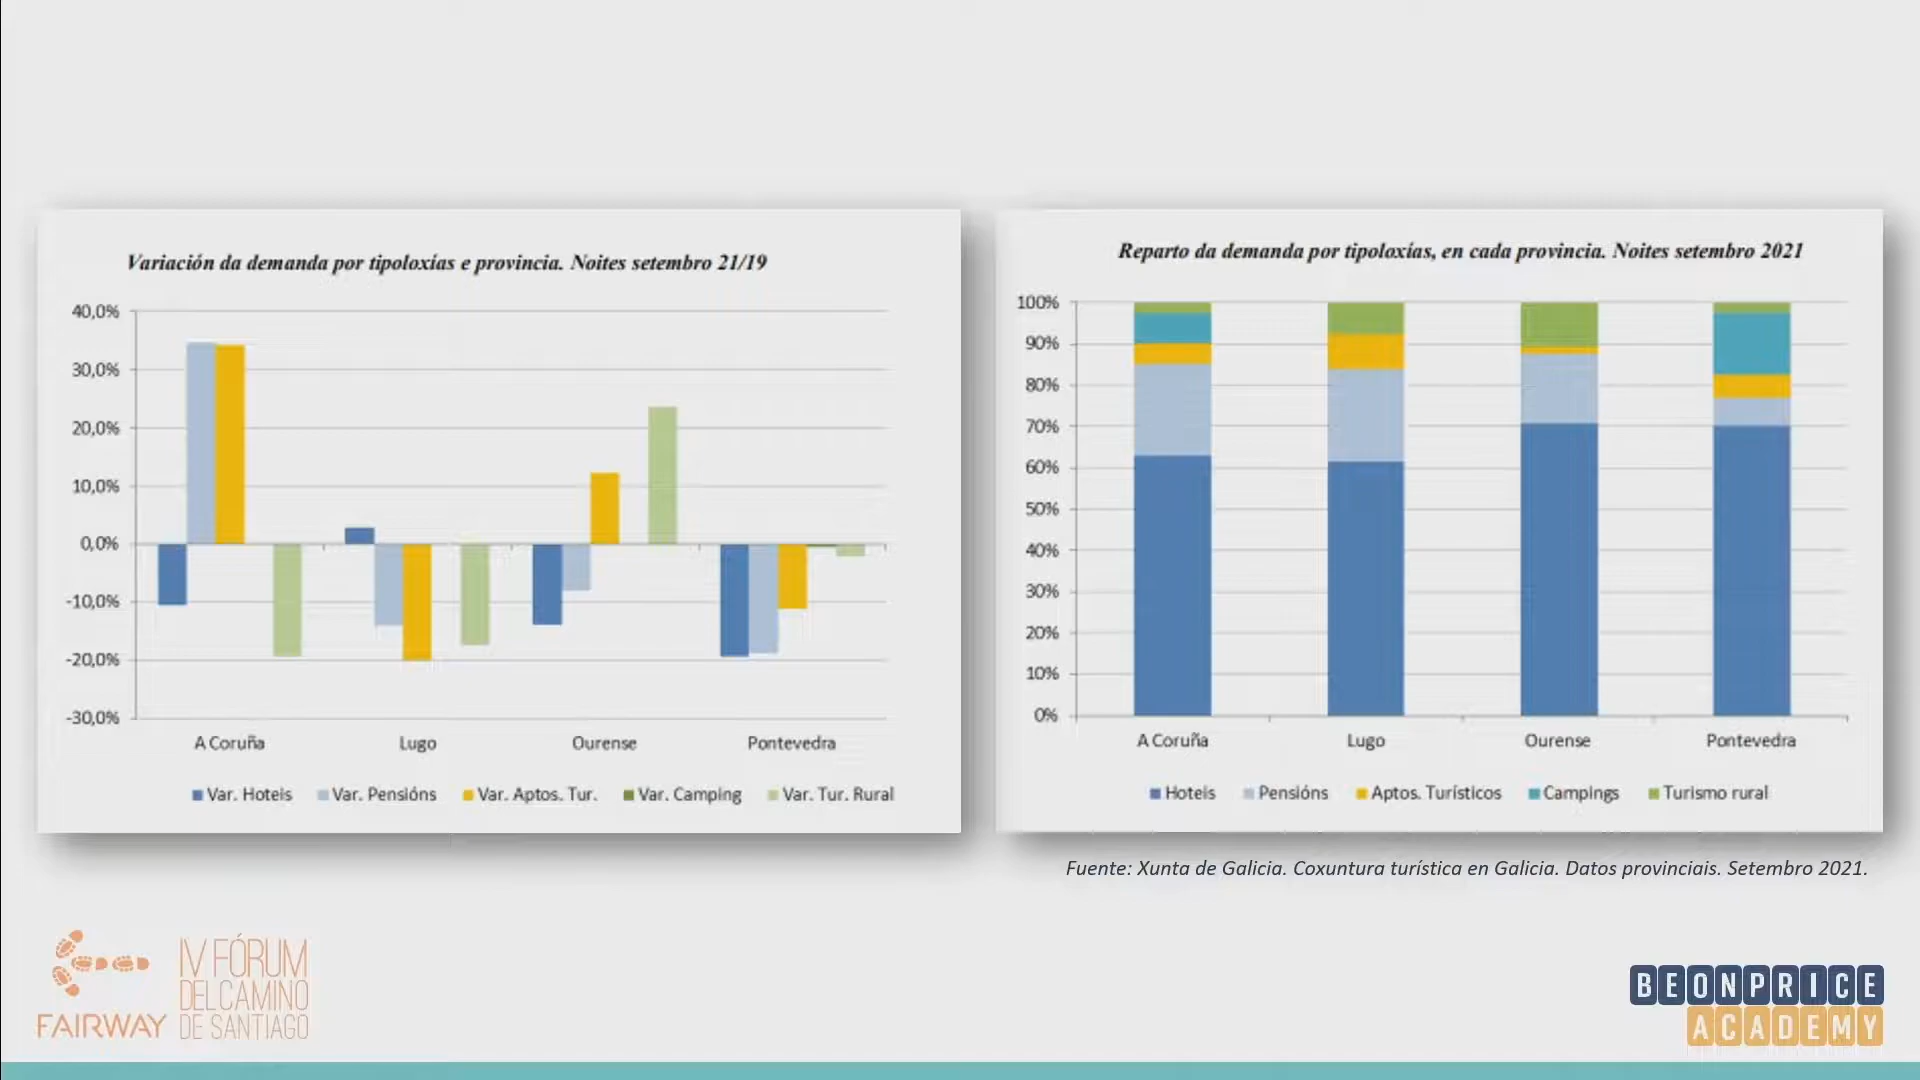 Variación da demanda por tipoloxías e provincia. Noites setembro 21/19
40,0%
30,0%
20,0%
10,0%
0,0%
-10,0%
-20,0%
-30,0%
A Coruña Lugo Ourense Pontevedra
Var. Hoteis Var. Pensións Var. Aptos. Tur. Var. Camping Var. Tur. Rural
Reparto da demanda por tipoloxías, en cada provincia. Noites setembro 2021
100%
90%
80%
70%
60%
50%
40%
30%
20%
10%
0%
A Coruña Lugo Ourense Pontevedra
Hoteis Pensións Aptos. Turísticos Campings Turismo rural
Fuente: Xunta de Galicia. Coxuntura turística en Galicia. Datos provinciais. Setembro 2021.
FAIRWAY
IV FÓRUM
DEL CAMINO
DE SANTIAGO
BEONPRICE
ACADEMY